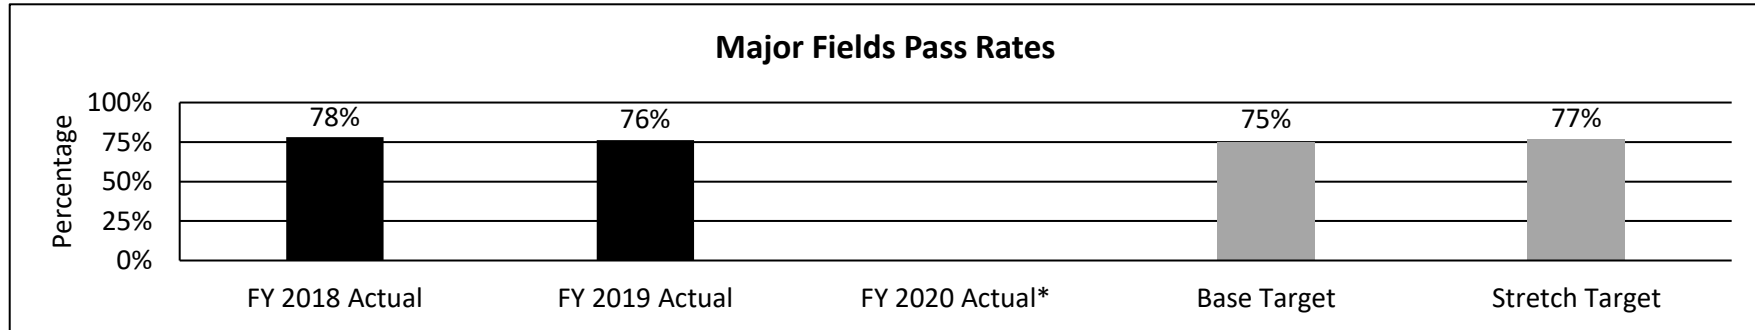 Major Fields Pass Rates
Percentage
100%
75%
50%
25%
0%
78%
76%
75%
77%
FY 2018 Actual
FY 2019 Actual
FY 2020 Actual*
Base Target
Stretch Target